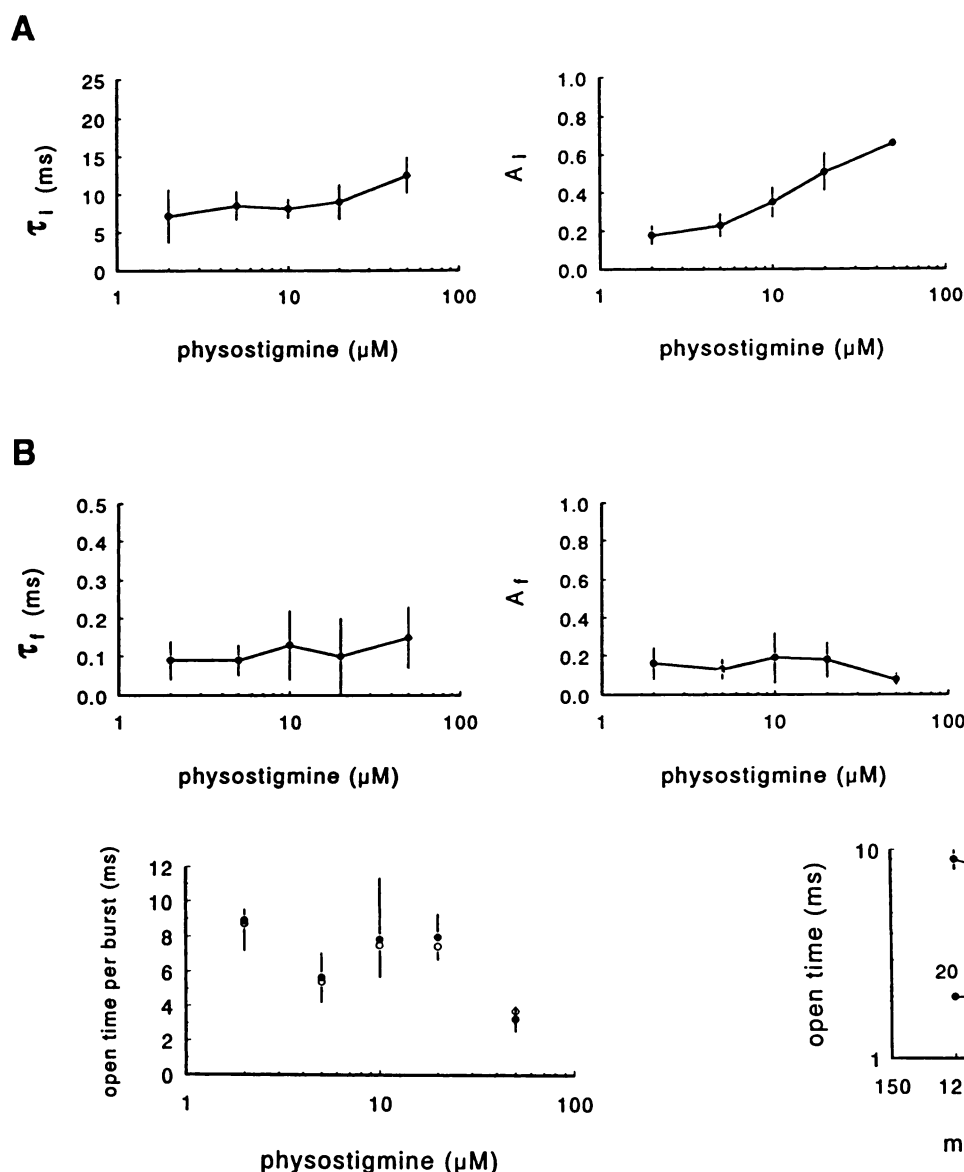 A
25
20
15
10
5
0
τl (ms)
1 10 100
physostigmine (µM)
1.0
0.8
0.6
0.4
0.2
0.0
Al
1 10 100
physostigmine (µM)
B
0.5
0.4
0.3
0.2
0.1
0.0
τf (ms)
1 10 100
physostigmine (µM)
1.0
0.8
0.6
0.4
0.2
0.0
Af
1 10 100
physostigmine (µM)
12
10
8
6
4
2
0
open time per burst (ms)
1 10 100
physostigmine (µM)
10
1
open time (ms)
20
150 12
m